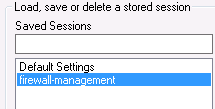 Load, save or delete a stored session
Saved Sessions
Default Settings
firewall-management